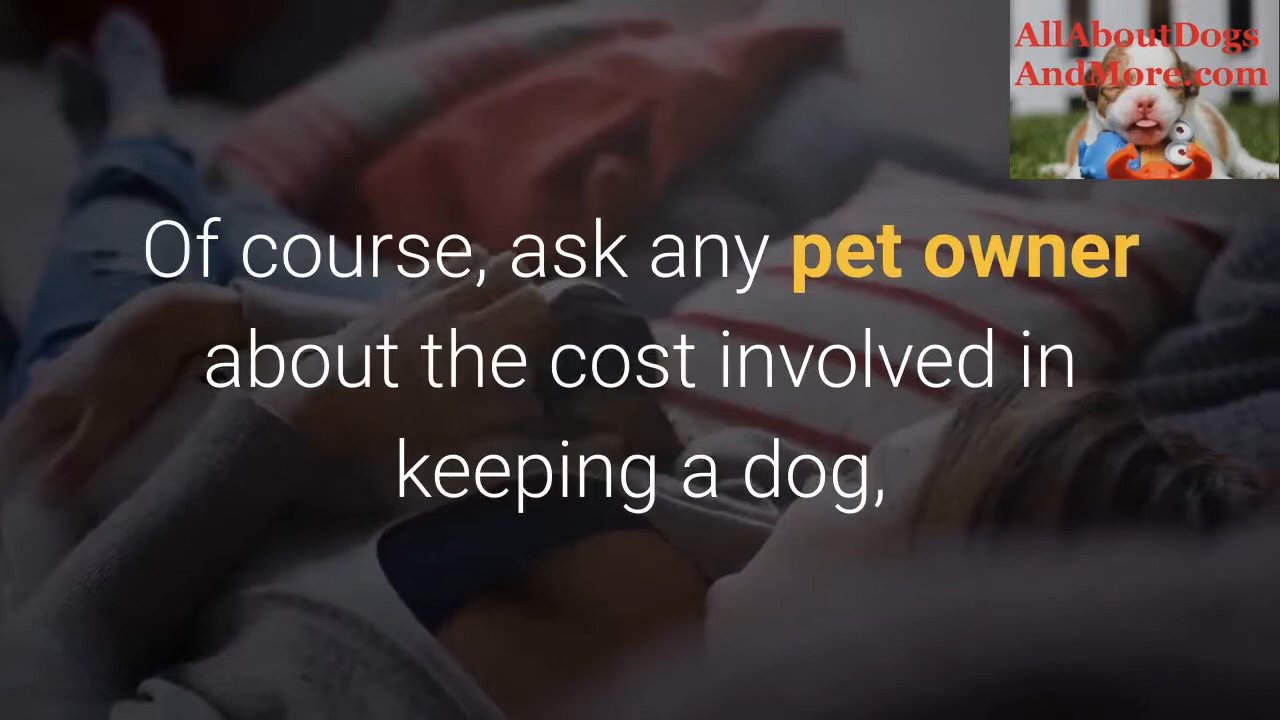 AllAboutDogs
AndMore.com
Of course, ask any pet owner
about the cost involved in
keeping a dog,